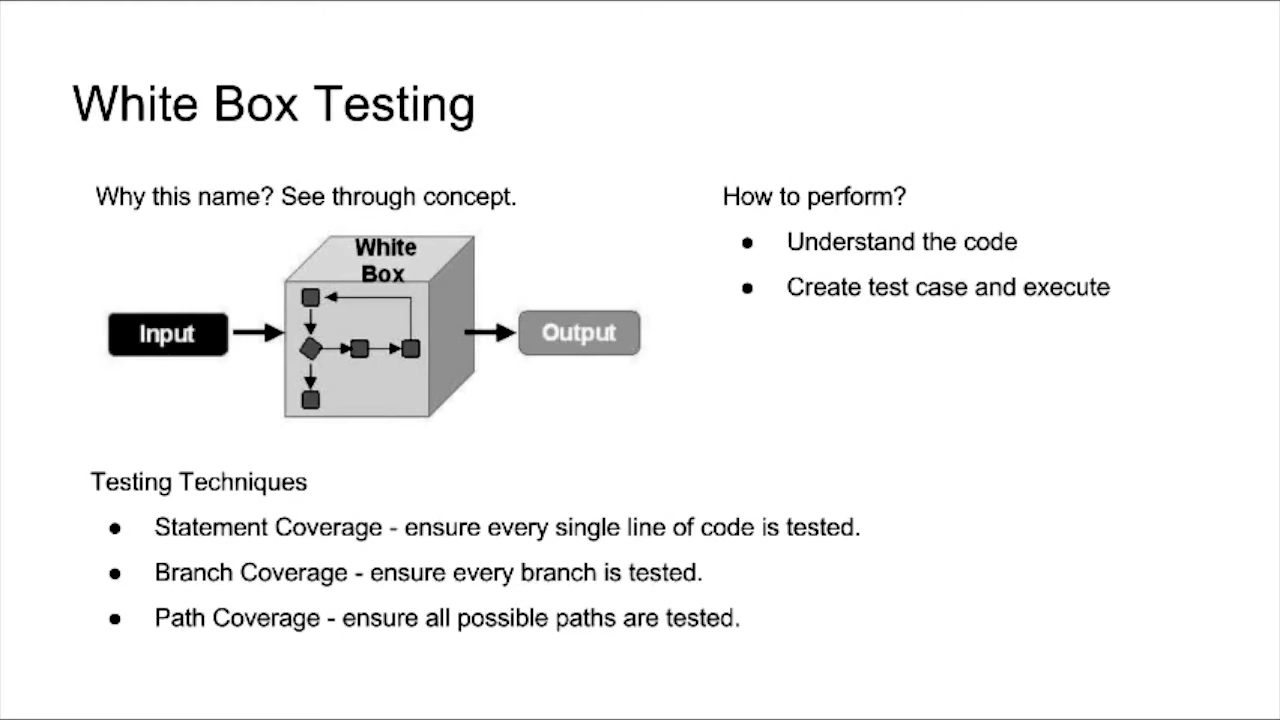 White Box Testing
Why this name? See through concept.
White
Box
Input
Output
How to perform?
● Understand the code
● Create test case and execute
Testing Techniques
● Statement Coverage - ensure every single line of code is tested.
● Branch Coverage - ensure every branch is tested.
● Path Coverage - ensure all possible paths are tested.